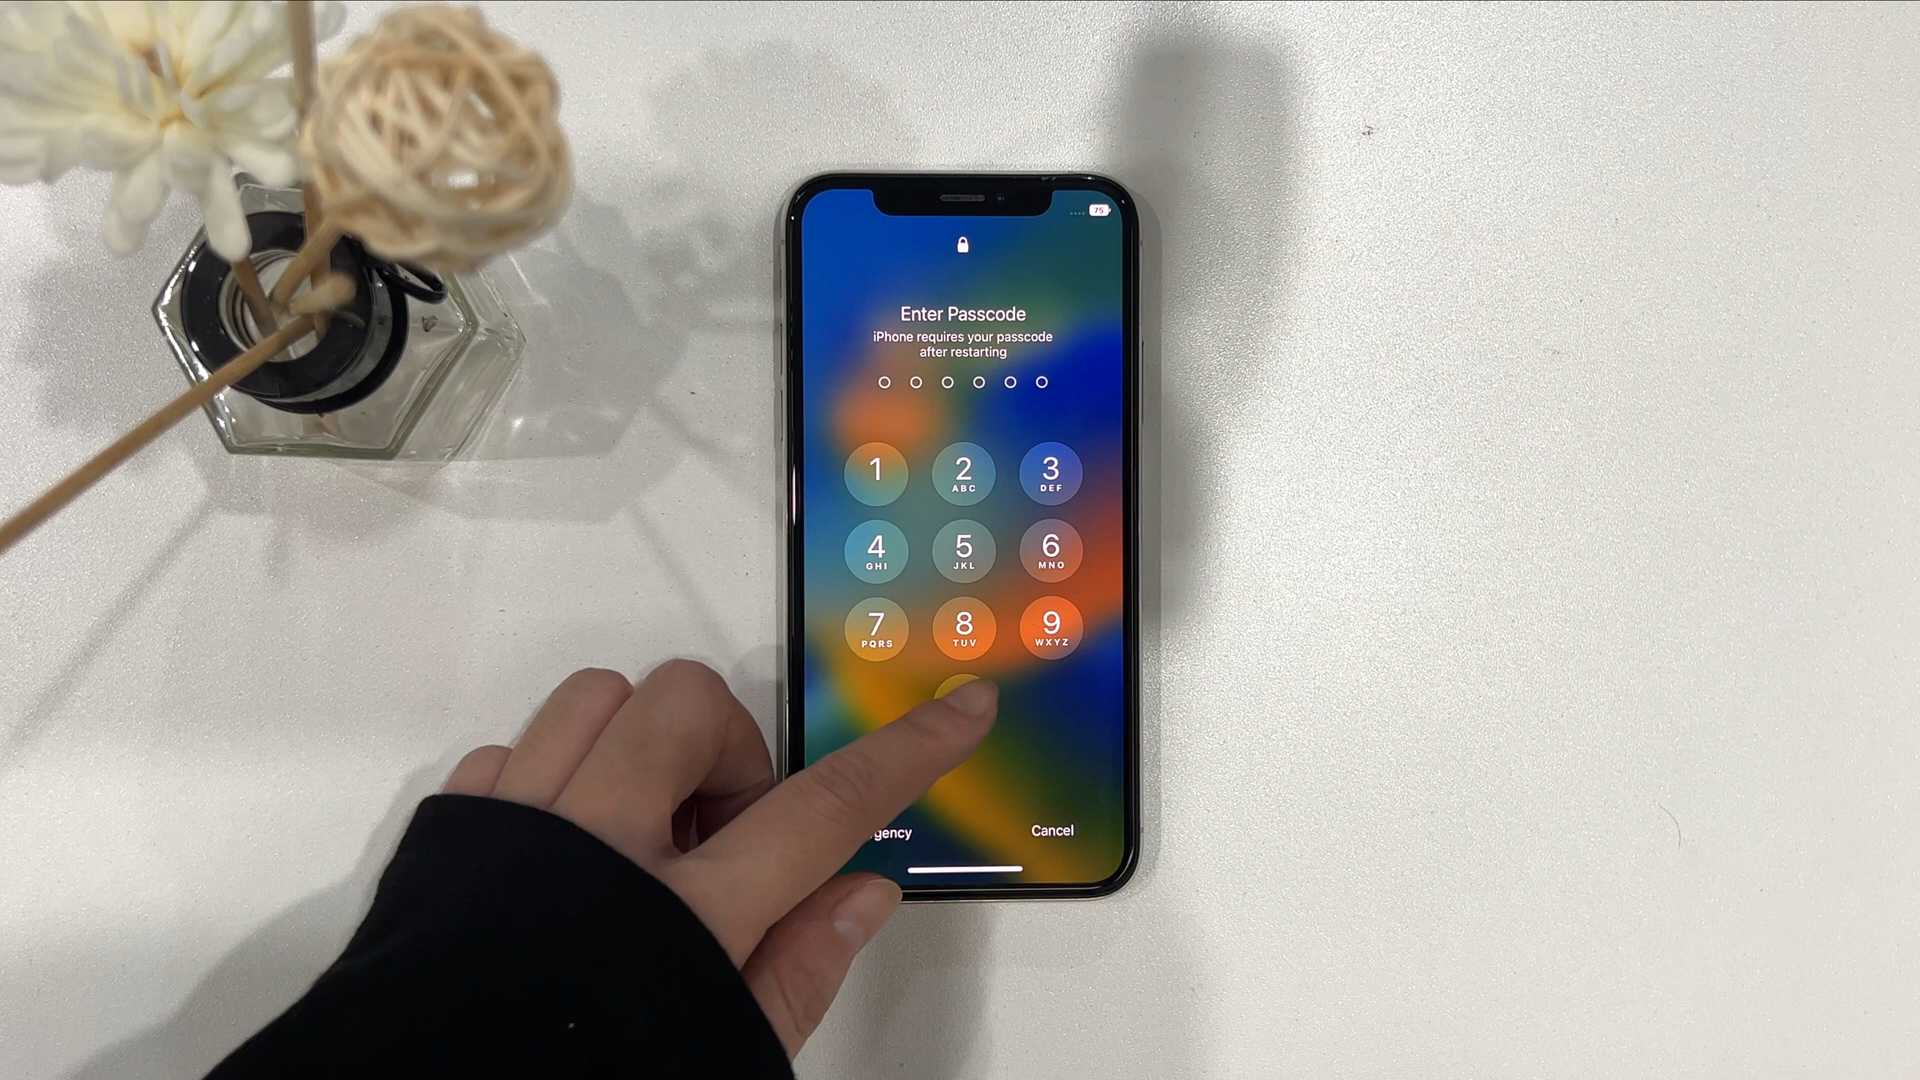 75
Enter Passcode
iPhone requires your passcode
after restarting
1 2 3
ABC DEF
4 5 6
GHI JKL MNO
7 8 9
PQRS TUV WXYZ
Cancel